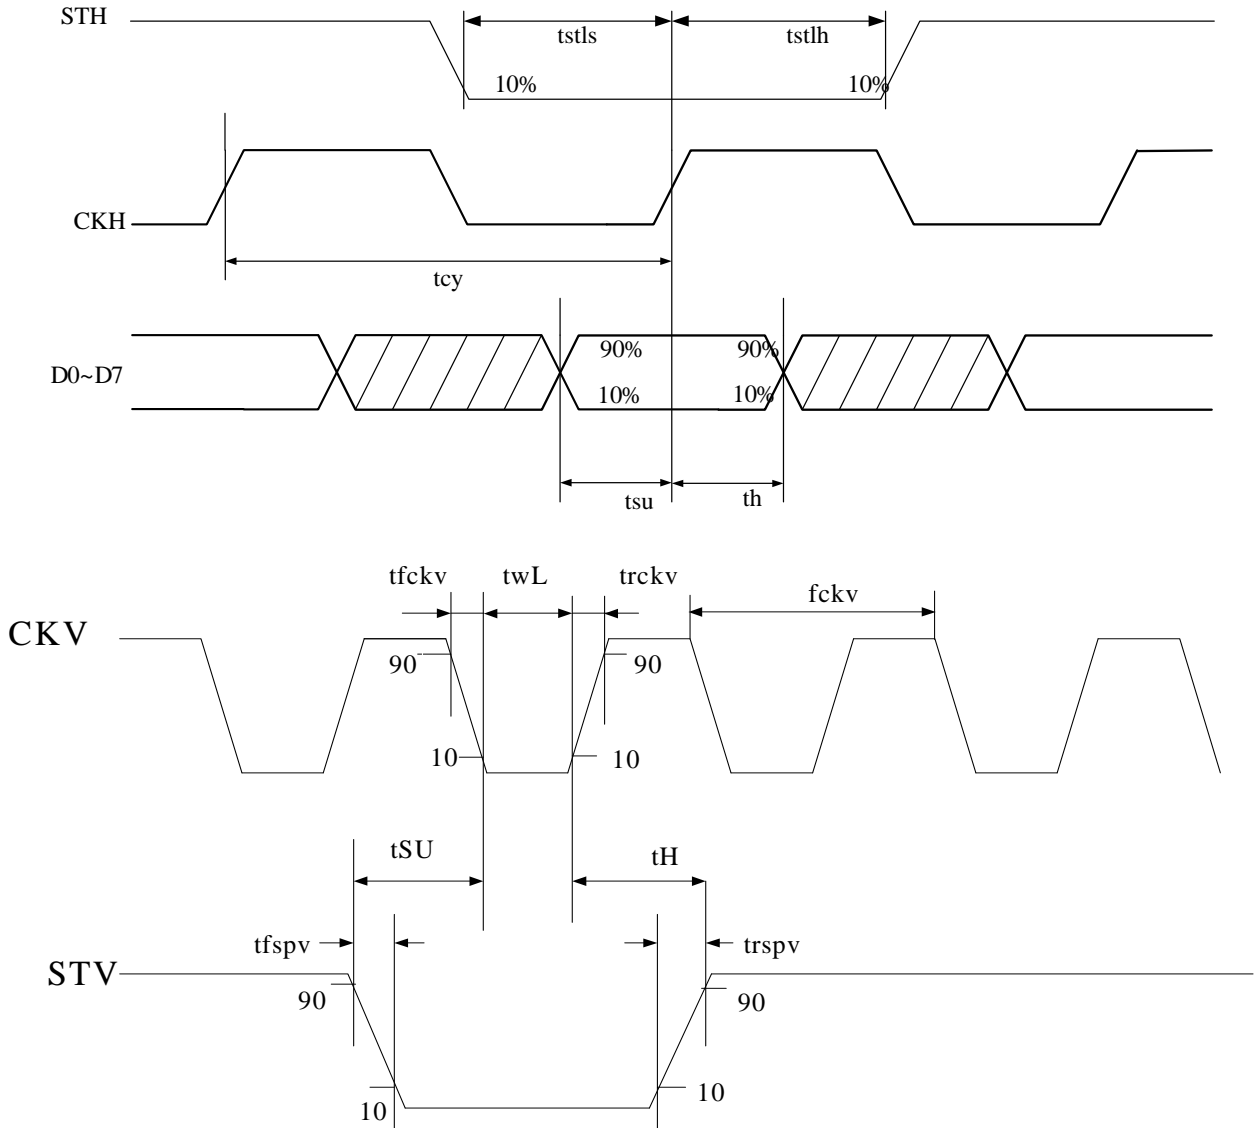 STH
tstls
tstlh
10%
10%
CKH
tcy
D0~D7
90%
90%
10%
10%
tsu
th
tfckv
twL
trckv
fckv
CKV
90
90
10
10
tSU
tH
tfspv
trspv
STV
90
90
10
10